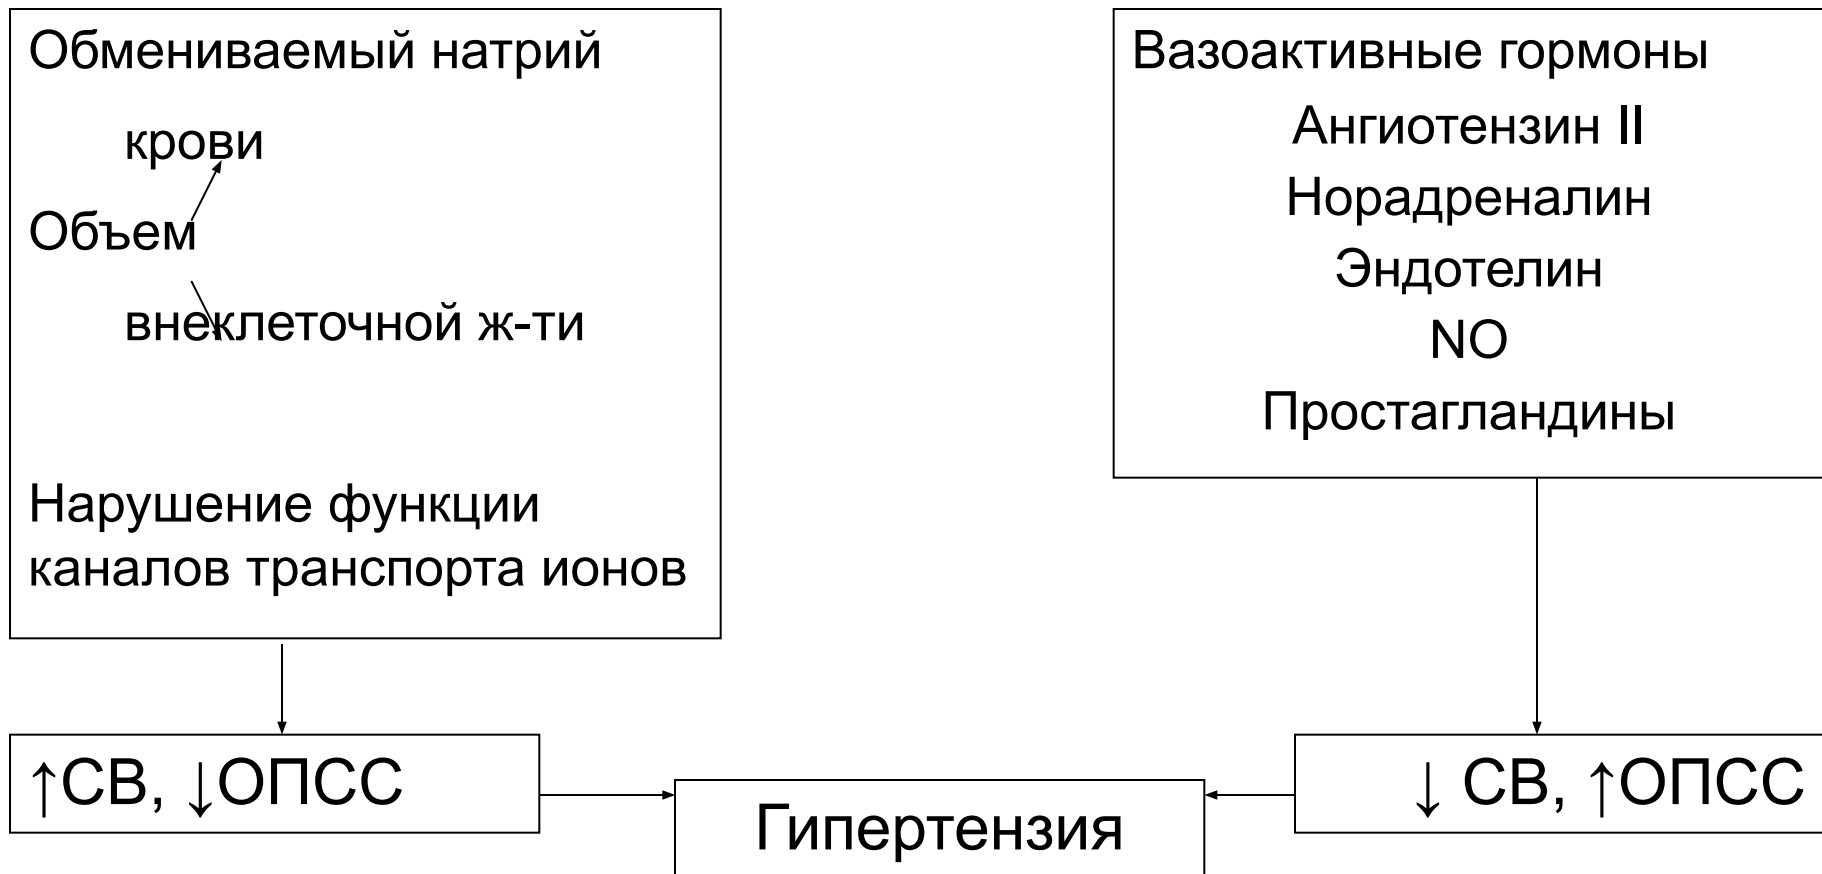 Обмениваемый натрий
крови
Объем
внеклеточной ж-ти
Нарушение функции
каналов транспорта ионов
Вазоактивные гормоны
Ангиотензин II
Норадреналин
Эндотелин
NO
Простагландины
↑СВ, ↓ОПСС
↓ СВ, ↑ОПСС
Гипертензия